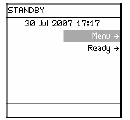 STANDBY
30 Jul 2007 17:17
Menu →
Ready →